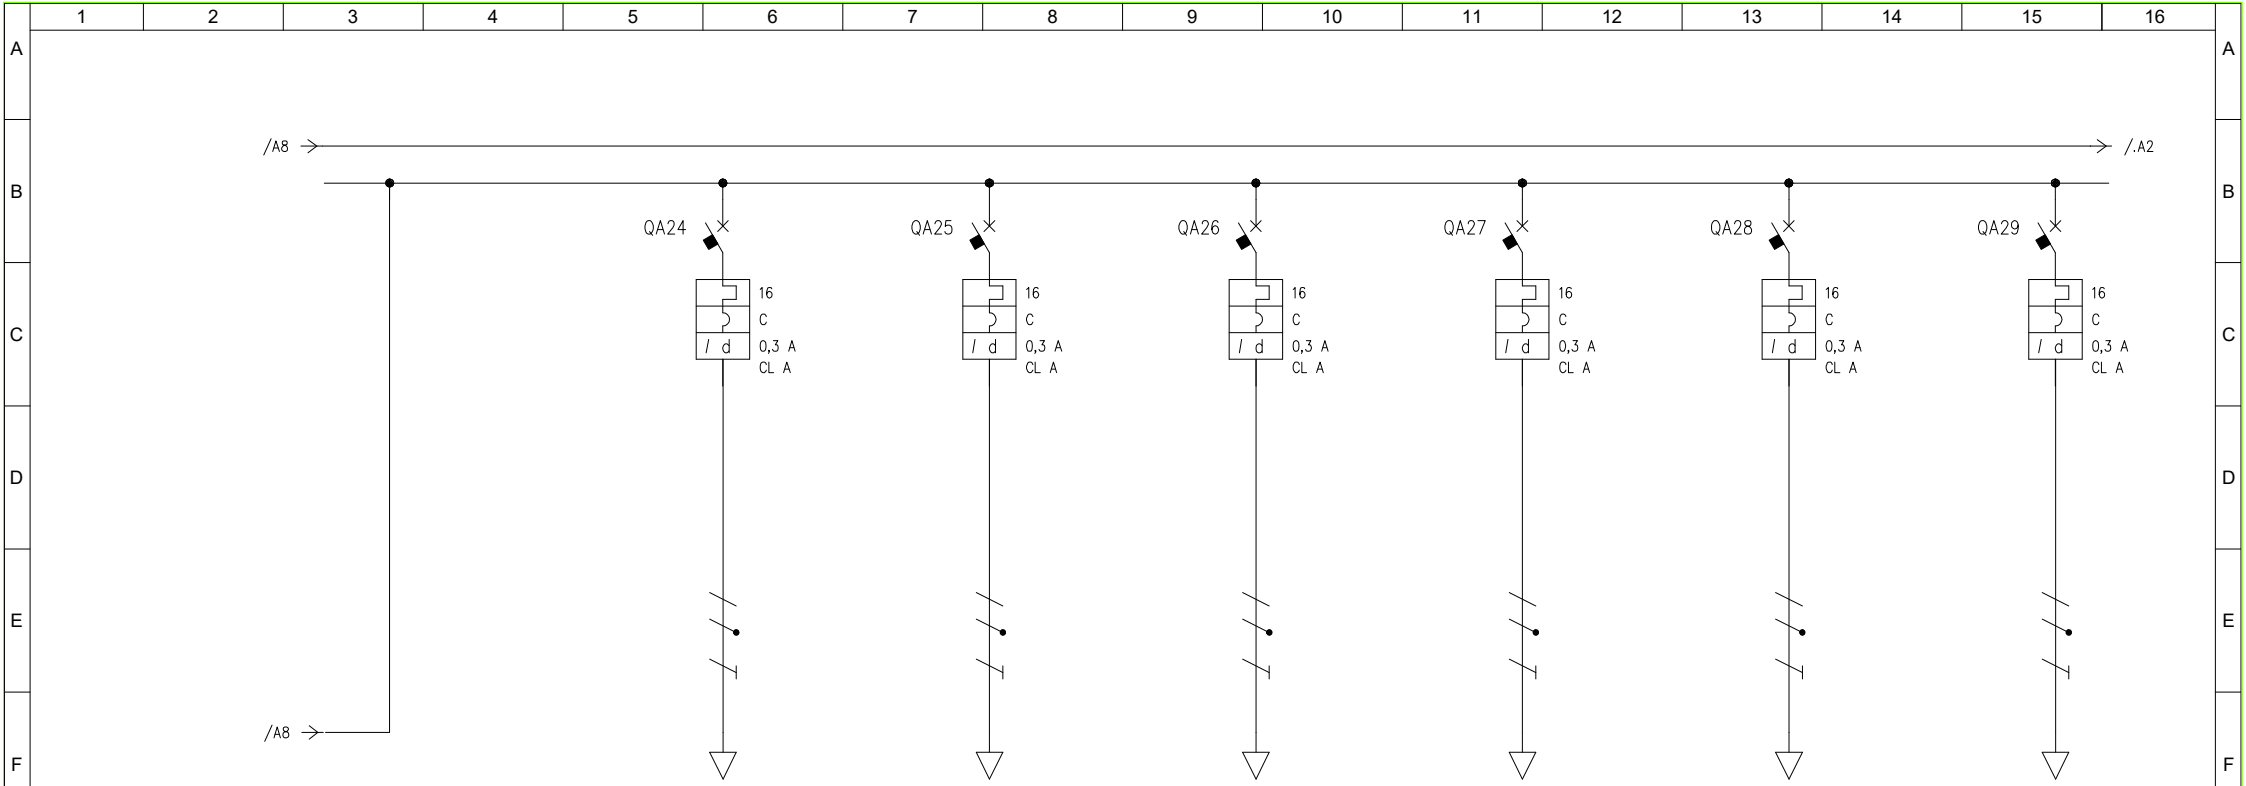 1 2 3 4 5 6 7 8 9 10 11 12 13 14 15 16
A A
/A8 /.A2
B B
QA24 QA25 QA26 QA27 QA28 QA29
16 16 16 16 16 16
C C C C C C
C C
I d 0,3 A I d 0,3 A I d 0,3 A I d 0,3 A I d 0,3 A I d 0,3 A
CL A CL A CL A CL A CL A CL A
D D
E E
/A8
F F